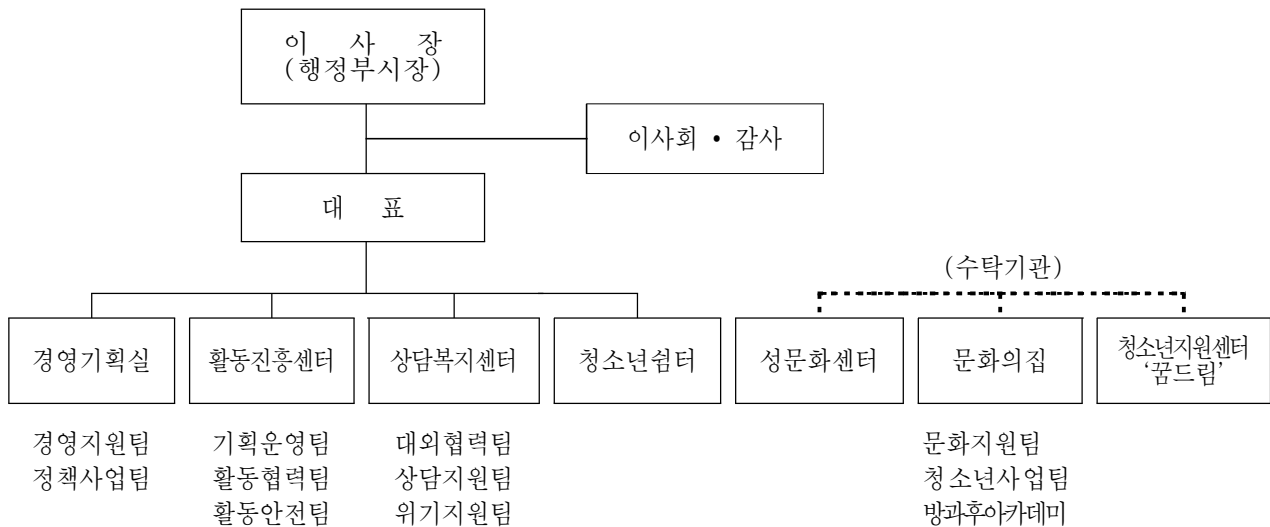 이 사 장
(행정부시장)
이사회 • 감사
대 표
(수탁기관)
경영기획실
활동진흥센터
상담복지센터
청소년쉼터
성문화센터
문화의집
청소년지원센터
‘꿈드림’
경영지원팀
정책사업팀
기획운영팀
활동협력팀
활동안전팀
대외협력팀
상담지원팀
위기지원팀
문화지원팀
청소년사업팀
방과후아카데미